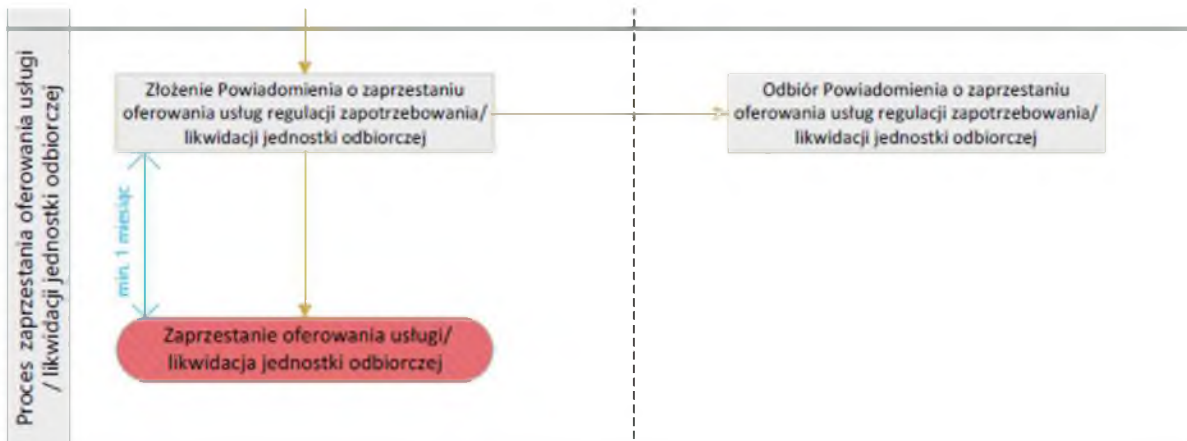 Proces zaprzestania oferowania usługi
/ likwidacji jednostki odbiorczej
Złożenie Powiadomienia o zaprzestaniu
oferowania usług regulacji zapotrzebowania/
likwidacji jednostki odbiorczej
Odbiór Powiadomienia o zaprzestaniu
oferowania usług regulacji zapotrzebowania/
likwidacji jednostki odbiorczej
min. 1 miesiąc
Zaprzestanie oferowania usługi/
likwidacja jednostki odbiorczej